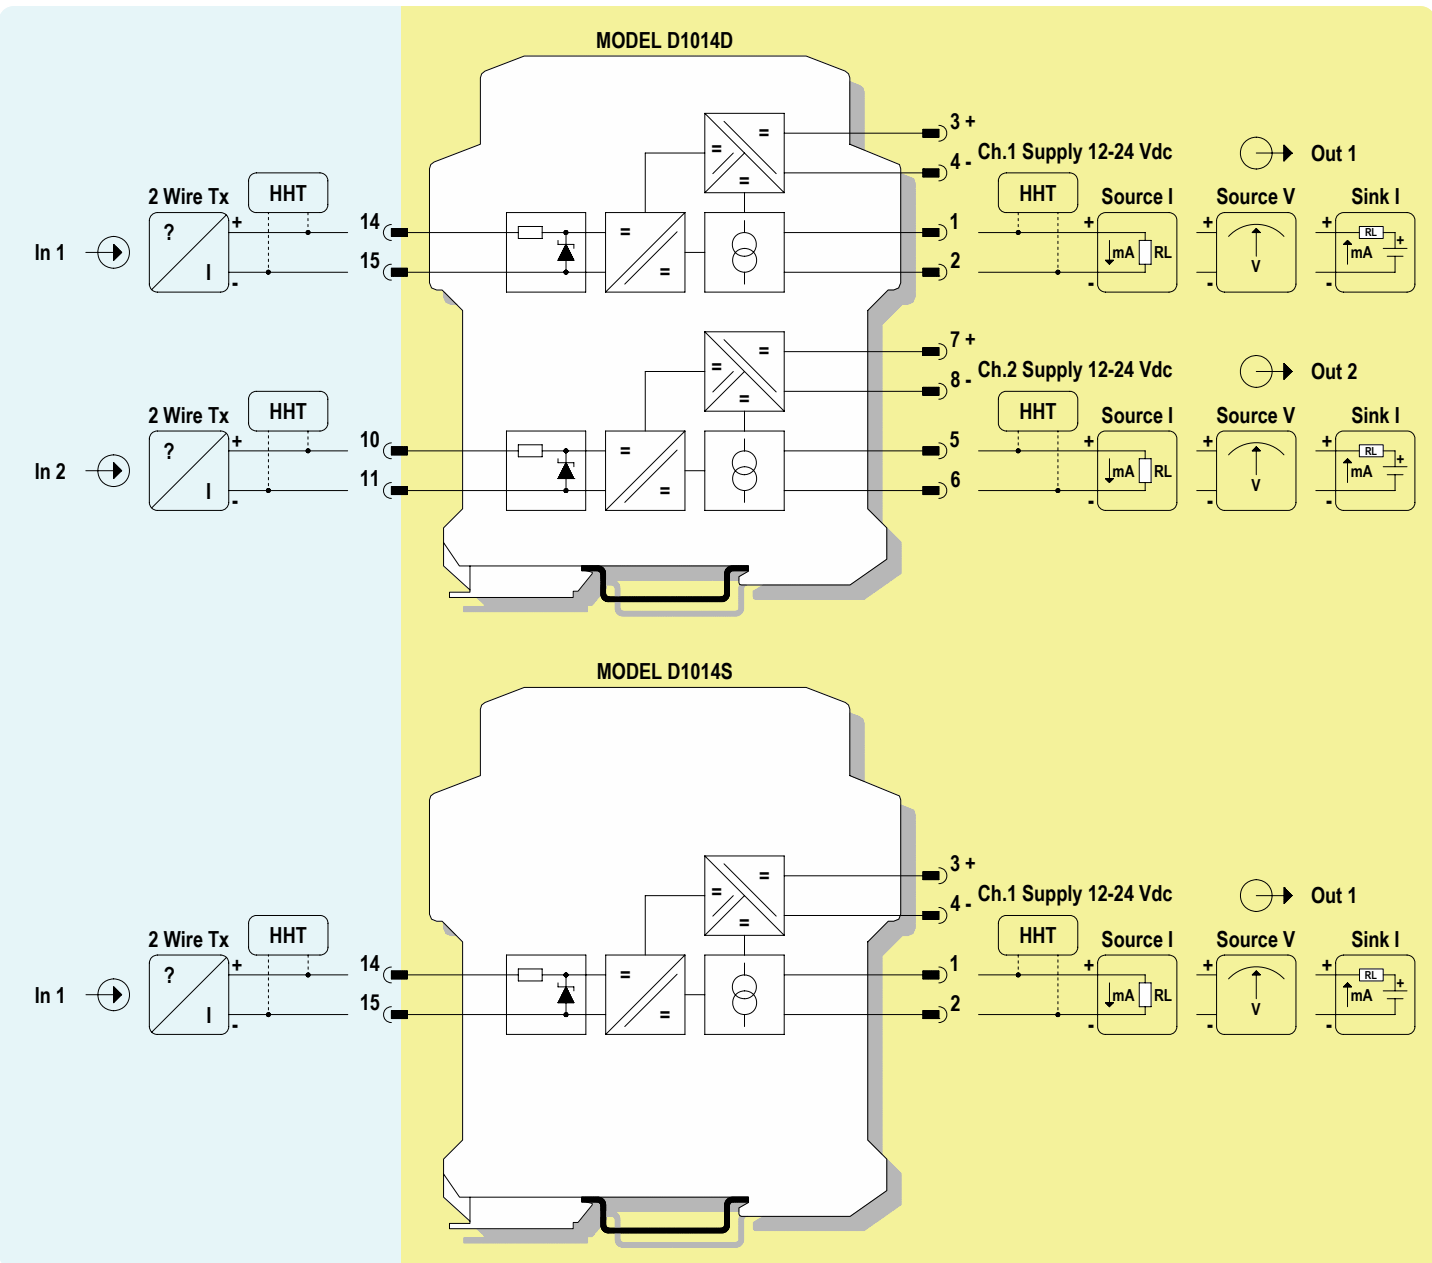 MODEL D1014D
3 +
4 -
Ch.1 Supply 12-24 Vdc
Out 1
2 Wire Tx
HHT
HHT
Source I
Source V
Sink I
In 1
?
I
+
-
14
15
=
=
=
=
=
1
2
+
-
mA
RL
+
-
V
+
-
RL
mA
+
7 +
8 -
Ch.2 Supply 12-24 Vdc
Out 2
2 Wire Tx
HHT
HHT
Source I
Source V
Sink I
In 2
?
I
+
-
10
11
=
=
=
=
=
5
6
+
-
mA
RL
+
-
V
+
-
RL
mA
+
MODEL D1014S
3 +
4 -
Ch.1 Supply 12-24 Vdc
Out 1
2 Wire Tx
HHT
HHT
Source I
Source V
Sink I
In 1
?
I
+
-
14
15
=
=
=
=
=
1
2
+
-
mA
RL
+
-
V
+
-
RL
mA
+